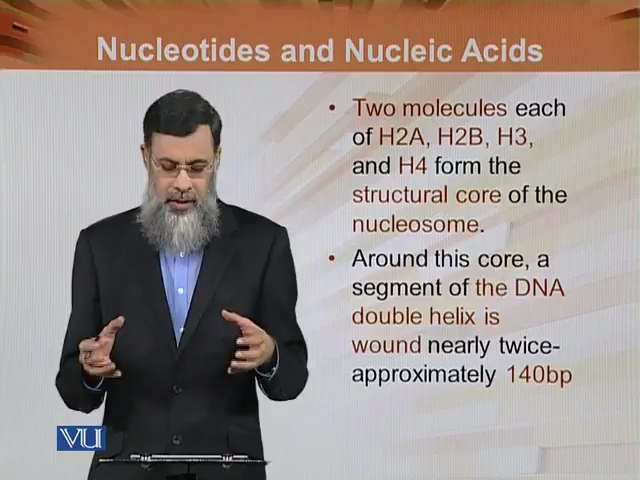 Nucleotides and Nucleic Acids
• Two molecules each
of H2A, H2B, H3,
and H4 form the
structural core of the
nucleosome.
• Around this core, a
segment of the DNA
double helix is
wound nearly twice-
approximately 140bp
VU